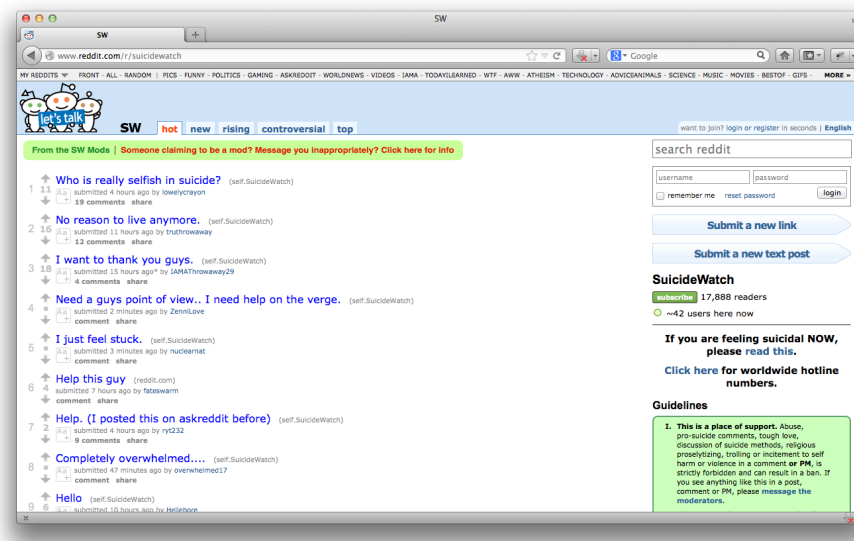 SW
SW
www.reddit.com/r/suicidewatch
Google
MY REDDITS FRONT - ALL - RANDOM | PICS - FUNNY - POLITICS - GAMING - ASKREDDIT - WORLDNEWS - VIDEOS - IAMA - TODAYILEARNED - WTF - AWW - ATHEISM - TECHNOLOGY - ADVICEANIMALS - SCIENCE - MUSIC - MOVIES - BESTOF - GIFS - MORE »
let's talk
SW hot new rising controversial top
want to join? login or register in seconds | English
From the SW Mods | Someone claiming to be a mod? Message you inappropriately? Click here for info
1 11 Who is really selfish in suicide? (self.SuicideWatch)
Aa + submitted 4 hours ago by lowelycrayon
19 comments share
2 16 No reason to live anymore. (self.SuicideWatch)
Aa + submitted 11 hours ago by truthrowaway
12 comments share
3 18 I want to thank you guys. (self.SuicideWatch)
Aa + submitted 15 hours ago* by IAMAThrowaway29
4 comments share
4 • Need a guys point of view.. I need help on the verge. (self.SuicideWatch)
Aa + submitted 2 minutes ago by ZenniLove
comment share
5 • I just feel stuck. (self.SuicideWatch)
Aa + submitted 3 minutes ago by nuclearnat
comment share
6 4 Help this guy (reddit.com)
submitted 7 hours ago by fateswarm
comment share
7 2 Help. (I posted this on askreddit before) (self.SuicideWatch)
Aa + submitted 4 hours ago by ryt232
9 comments share
8 • Completely overwhelmed.... (self.SuicideWatch)
Aa + submitted 47 minutes ago by overwhelmed17
comment share
9 6 Hello (self.SuicideWatch)
Aa submitted 10 hours ago by Hellebore
search reddit
username password
remember me reset password login
Submit a new link
Submit a new text post
SuicideWatch
subscribe 17,888 readers
~42 users here now
If you are feeling suicidal NOW,
please read this.
Click here for worldwide hotline
numbers.
Guidelines
I. This is a place of support. Abuse,
pro-suicide comments, tough love,
discussion of suicide methods, religious
proselytizing, trolling or incitement to self
harm or violence in a comment or PM, is
strictly forbidden and can result in a ban. If
you see anything like this in a post,
comment or PM, please message the
moderators.